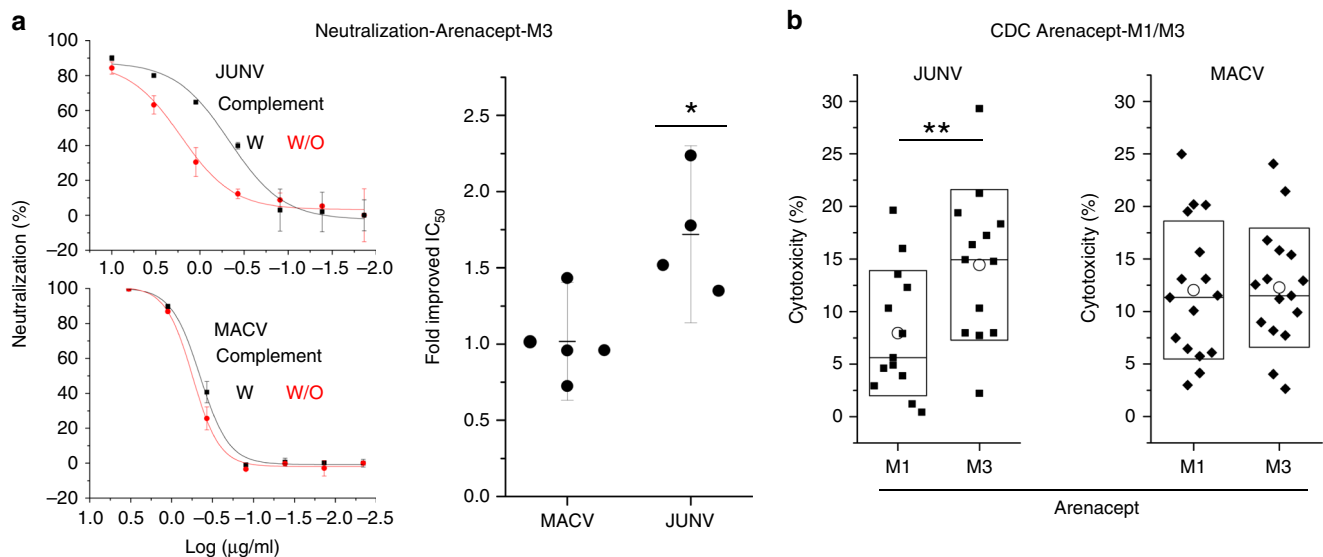 a
Neutralization-Arenacept-M3
Neutralization (%)
100
80
60
40
20
0
−20
JUNV
Complement
W W/O
1.0 0.5 0.0 −0.5 −1.0 −1.5 −2.0
100
80
60
40
20
0
−20
MACV
Complement
W W/O
1.0 0.5 0.0 −0.5 −1.0 −1.5 −2.0 −2.5
Log (μg/ml)
Fold improved IC50
2.5
2.0
1.5
1.0
0.5
0.0
*
MACV JUNV
b
CDC Arenacept-M1/M3
JUNV
Cytotoxicity (%)
30
25
20
15
10
5
0
**
M1 M3
MACV
Cytotoxicity (%)
30
25
20
15
10
5
0
M1 M3
Arenacept